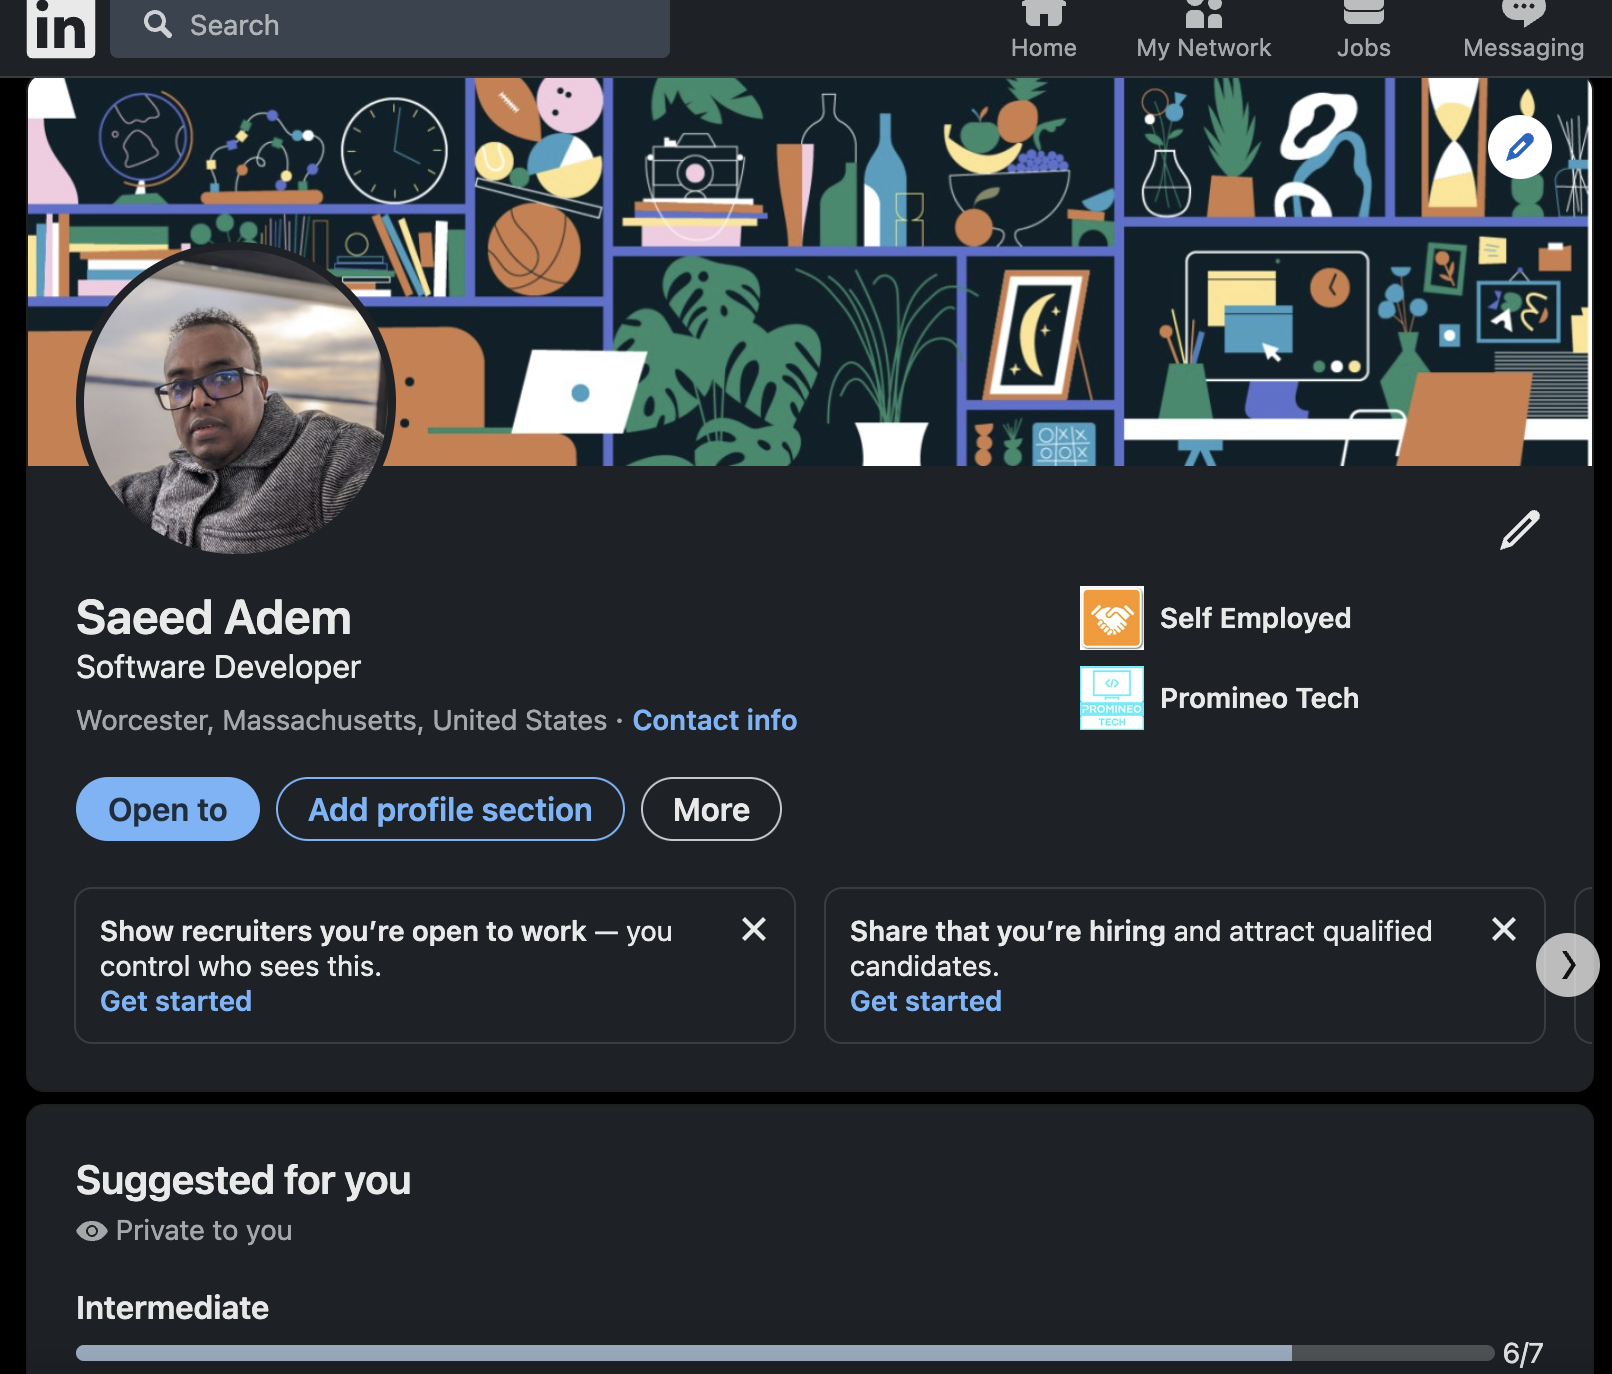 in
Search
Home
My Network
Jobs
Messaging
Saeed Adem
Software Developer
Worcester, Massachusetts, United States · Contact info
Self Employed
</>
PROMINEO
TECH
Promineo Tech
Open to
Add profile section
More
Show recruiters you’re open to work — you
control who sees this.
Get started
Share that you’re hiring and attract qualified
candidates.
Get started
Suggested for you
Private to you
Intermediate
6/7